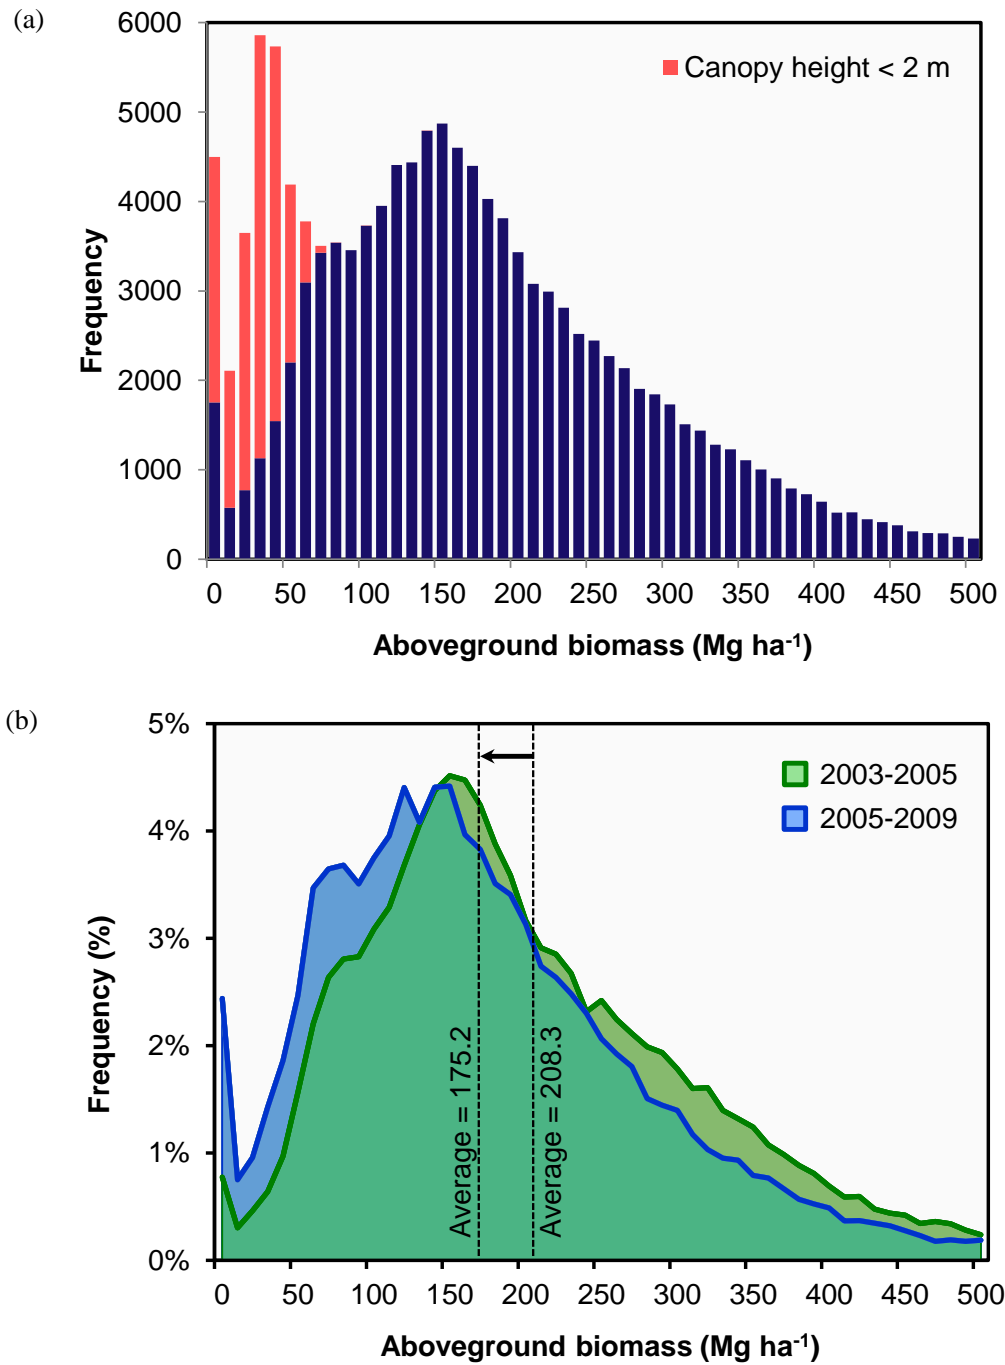 (a)
6000
5000
4000
3000
2000
1000
0
Frequency
Canopy height < 2 m
0 50 100 150 200 250 300 350 400 450 500
Aboveground biomass (Mg ha-1)
(b)
5%
4%
3%
2%
1%
0%
Frequency (%)
2003-2005
2005-2009
Average = 175.2
Average = 208.3
0 50 100 150 200 250 300 350 400 450 500
Aboveground biomass (Mg ha-1)